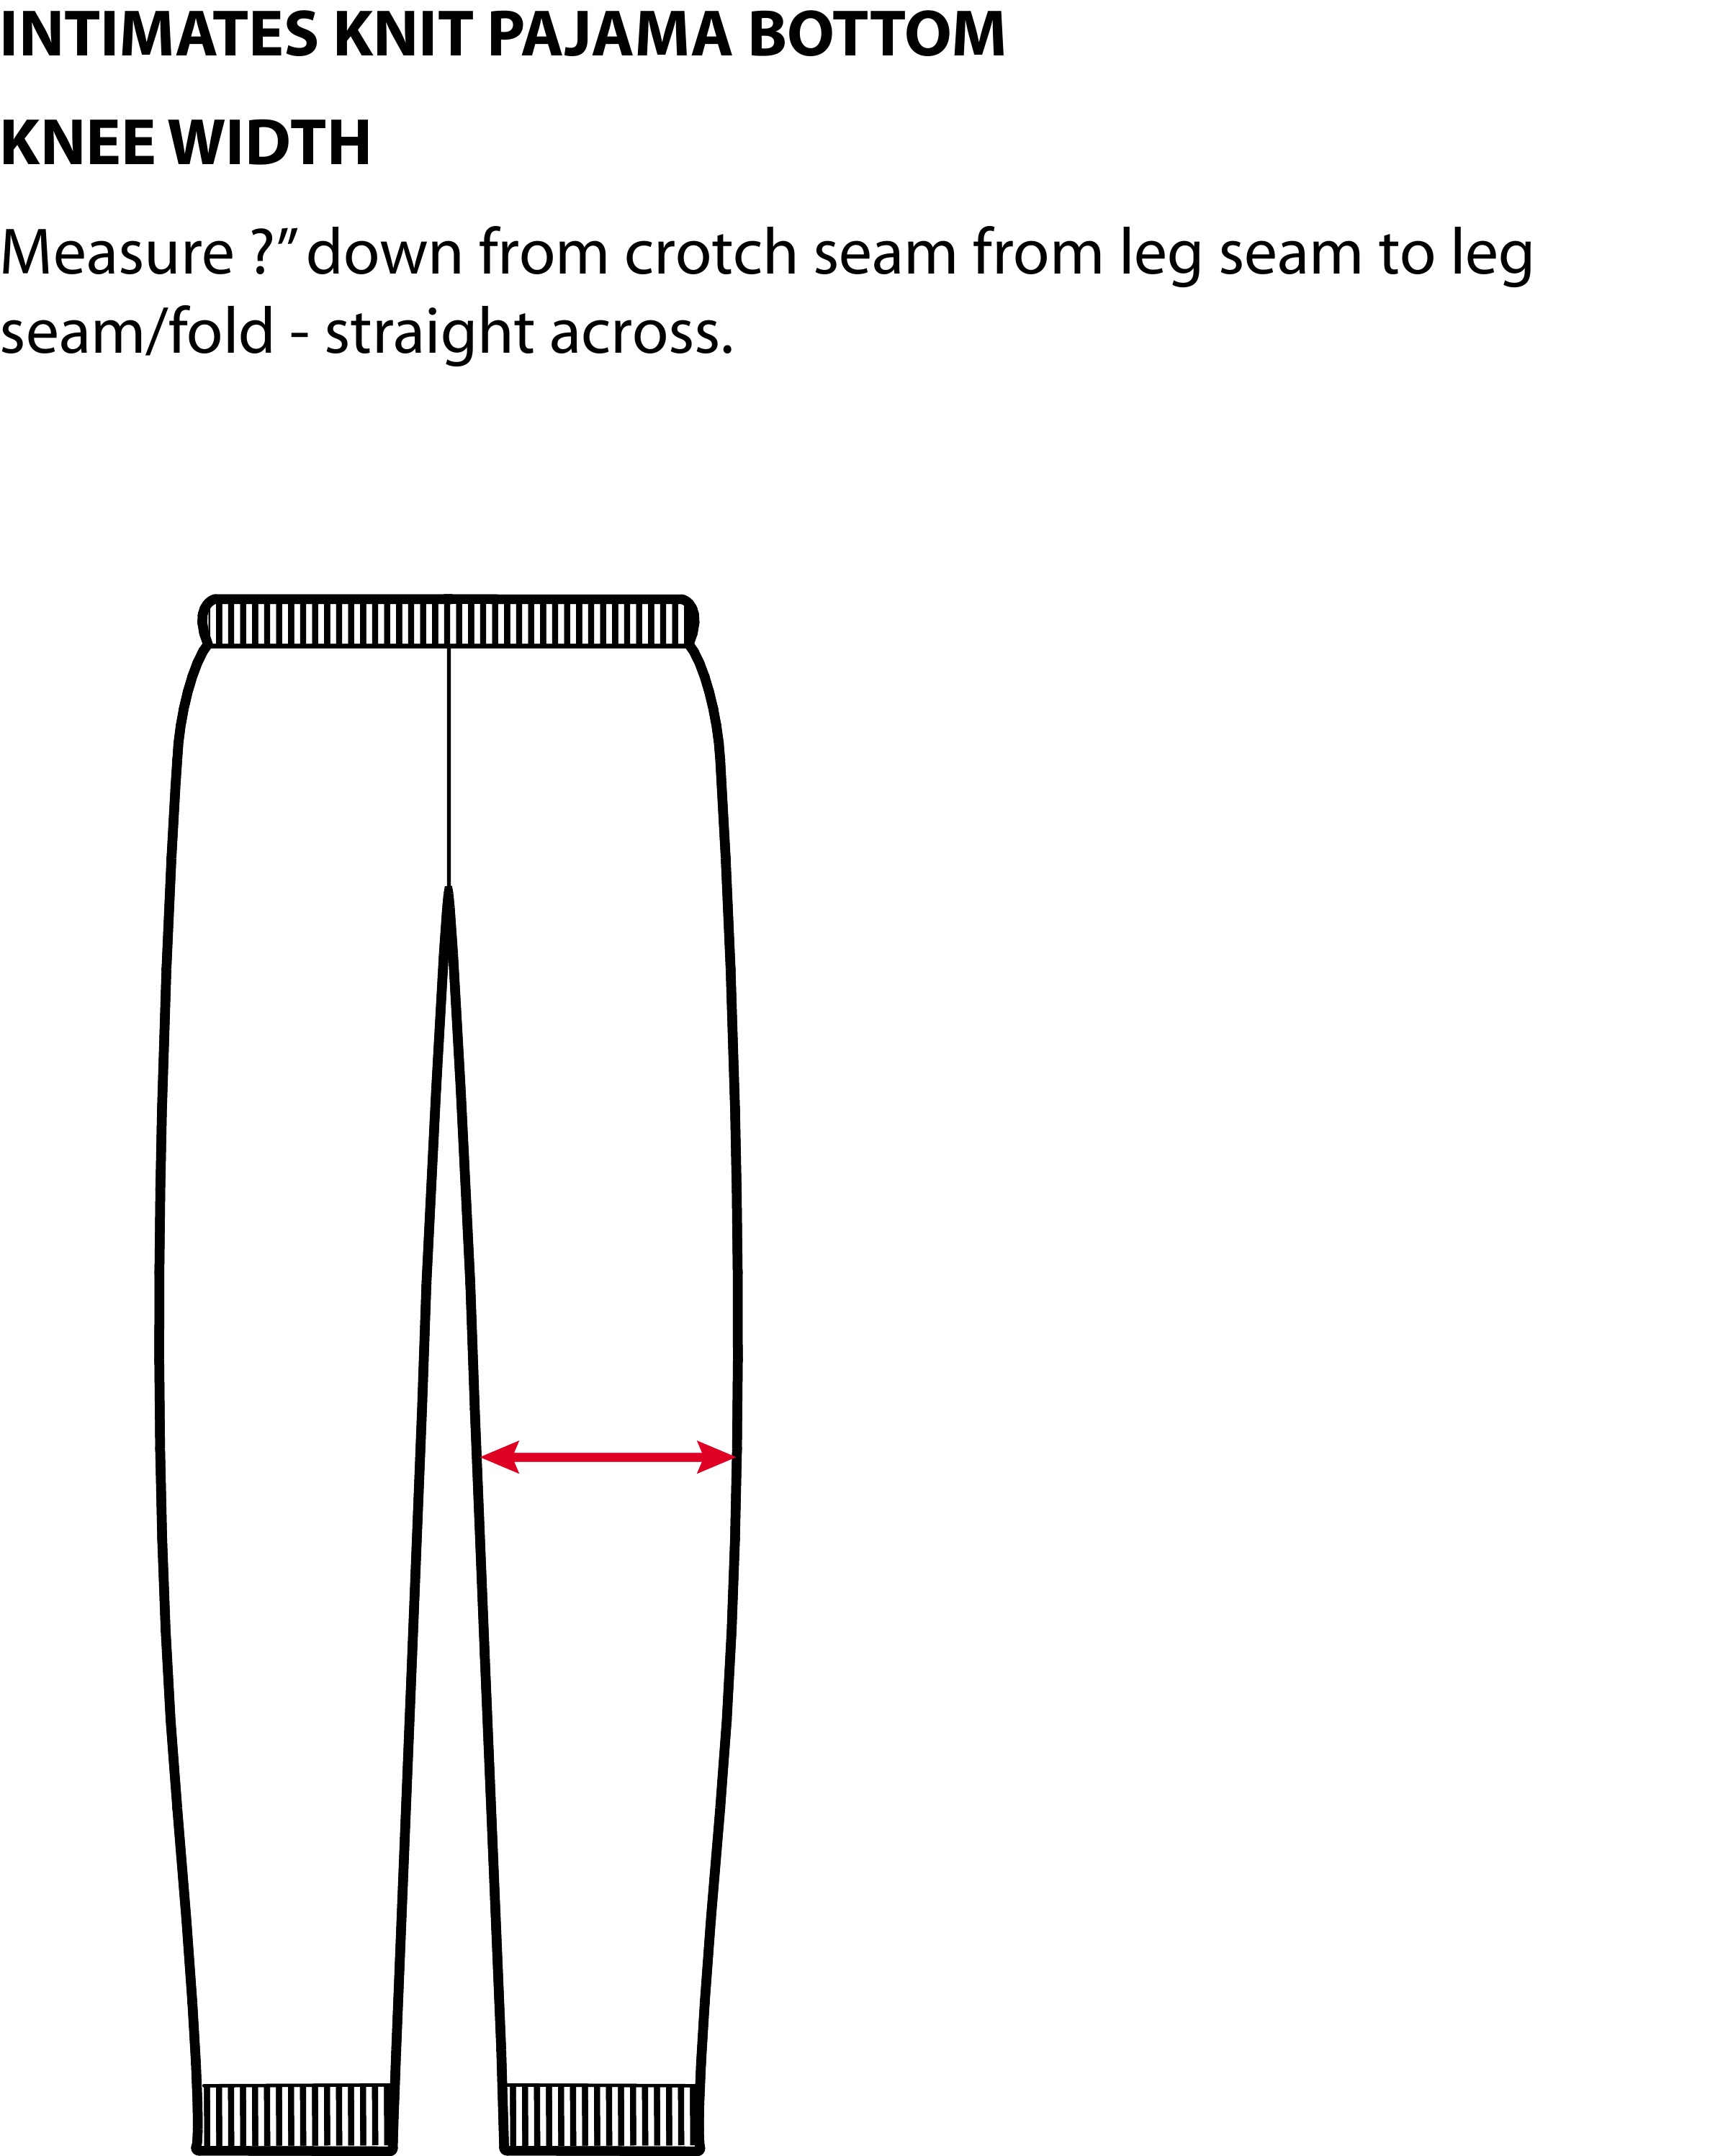 INTIMATES KNIT PAJAMA BOTTOM
KNEE WIDTH
Measure ?” down from crotch seam from leg seam to leg
seam/fold - straight across.